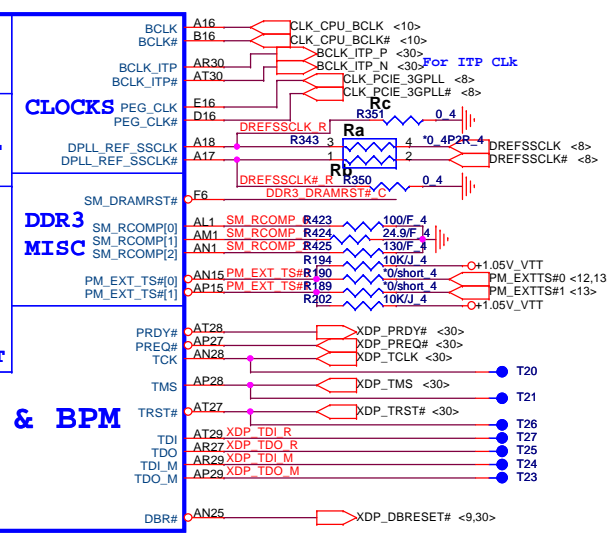 BCLK A16 CLK_CPU_BCLK <10>
BCLK# B16 CLK_CPU_BCLK# <10>
BCLK_ITP AR30 BCLK_ITP_P <30>
For ITP CLk
BCLK_ITP# AT30 BCLK_ITP_N <30>
CLOCKS
PEG_CLK E16 CLK_PCIE_3GPLL <8>
PEG_CLK# D16 CLK_PCIE_3GPLL# <8>
Rc
R351 0_4
DREFSSCLK_R
Ra
DPLL_REF_SSCLK A18 R343 3 4 *0_4P2R_4 DREFSSCLK <8>
DPLL_REF_SSCLK# A17 1 2 DREFSSCLK# <8>
Rb
DREFSSCLK#_R R350 0_4
SM_DRAMRST# F6 DDR3_DRAMRST#_C
DDR3
MISC
SM_RCOMP[0] AL1 SM_RCOMP_ R423 100/F_4
SM_RCOMP[1] AM1 SM_RCOMP_ R424 24.9/F_4
SM_RCOMP[2] AN1 SM_RCOMP_ R425 130/F_4
R194 10K/J_4 +1.05V_VTT
PM_EXT_TS#[0] AN15 PM_EXT_TS# R190 *0/short_4 PM_EXTTS#0 <12,13
PM_EXT_TS#[1] AP15 PM_EXT_TS# R189 *0/short_4 PM_EXTTS#1 <13>
R202 10K/J_4 +1.05V_VTT
PRDY# AT28 XDP_PRDY# <30>
PREQ# AP27 XDP_PREQ# <30>
TCK AN28 XDP_TCLK <30>
T20
TMS AP28 XDP_TMS <30>
T21
& BPM
TRST# AT27 XDP_TRST# <30>
T26
TDI AT29 XDP_TDI_R T27
TDO AR27 XDP_TDO_R T25
TDI_M AR29 XDP_TDI_M T24
TDO_M AP29 XDP_TDO_M T23
DBR# AN25 XDP_DBRESET# <9,30>